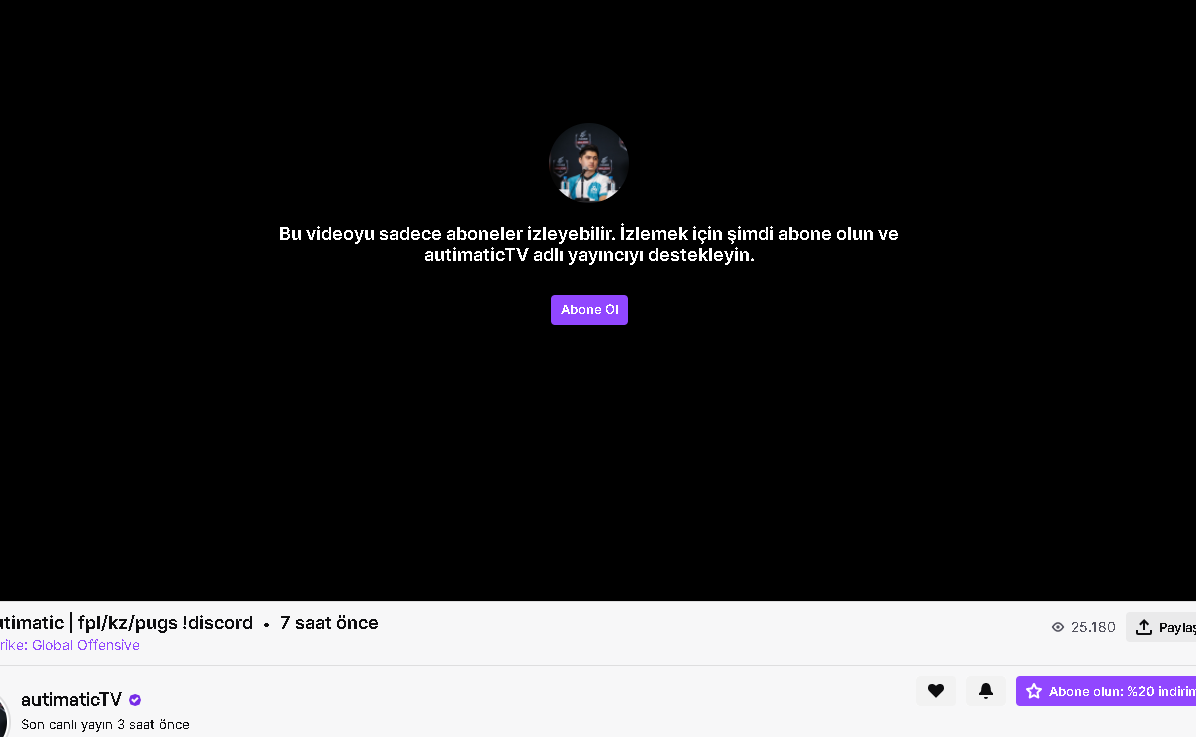 Bu videoyu sadece aboneler izleyebilir. İzlemek için şimdi abone olun ve
autimaticTV adlı yayıncıyı destekleyin.
Abone Ol
utimatic | fpl/kz/pugs !discord • 7 saat önce
25.180
Paylaş
rike: Global Offensive
autimaticTV
Son canlı yayın 3 saat önce
Abone olun: %20 indirim